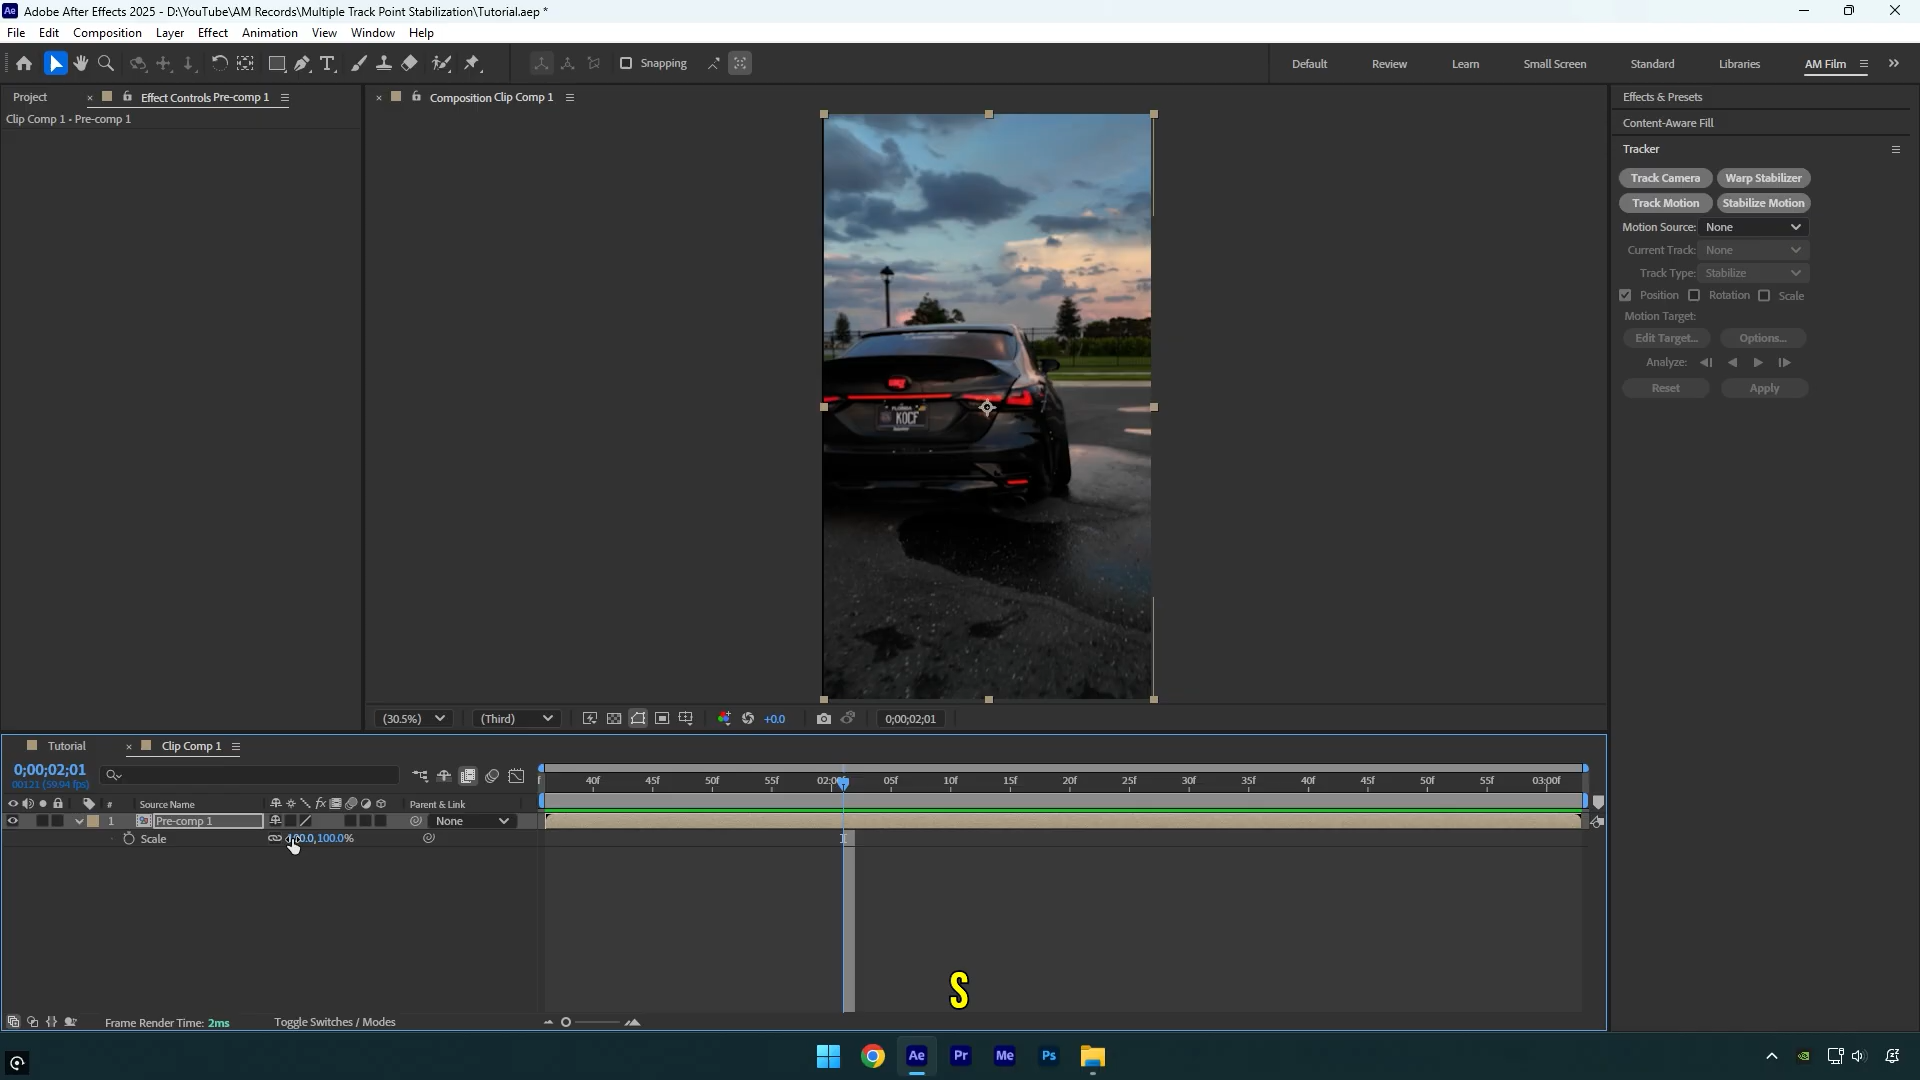 Adobe After Effects 2025 - D:\YouTube\AM Records\Multiple Track Point Stabilization\Tutorial.aep *
File Edit Composition Layer Effect Animation View Window Help
Snapping
Default Review Learn Small Screen Standard Libraries AM Film
Project Effect Controls Pre-comp 1
Composition Clip Comp 1
Clip Comp 1 • Pre-comp 1
Effects & Presets
Content-Aware Fill
Tracker
Track Camera Warp Stabilizer
Track Motion Stabilize Motion
Motion Source: None
Current Track: None
Track Type: Stabilize
Position Rotation Scale
Motion Target:
Edit Target... Options...
Analyze:
Reset Apply
KOCF
(30.5%) (Third) +0.0 0;00;02;01
Tutorial Clip Comp 1
0;00;02;01
00121 (59.94 fps)
40f 45f 50f 55f 05f 10f 15f 20f 25f 30f 35f 40f 45f 50f 55f 03:00f
# Source Name fx Parent & Link
1 Pre-comp 1 None
Scale 100.0%
S
Frame Render Time: 2ms Toggle Switches / Modes
Ae Pr Me Ps